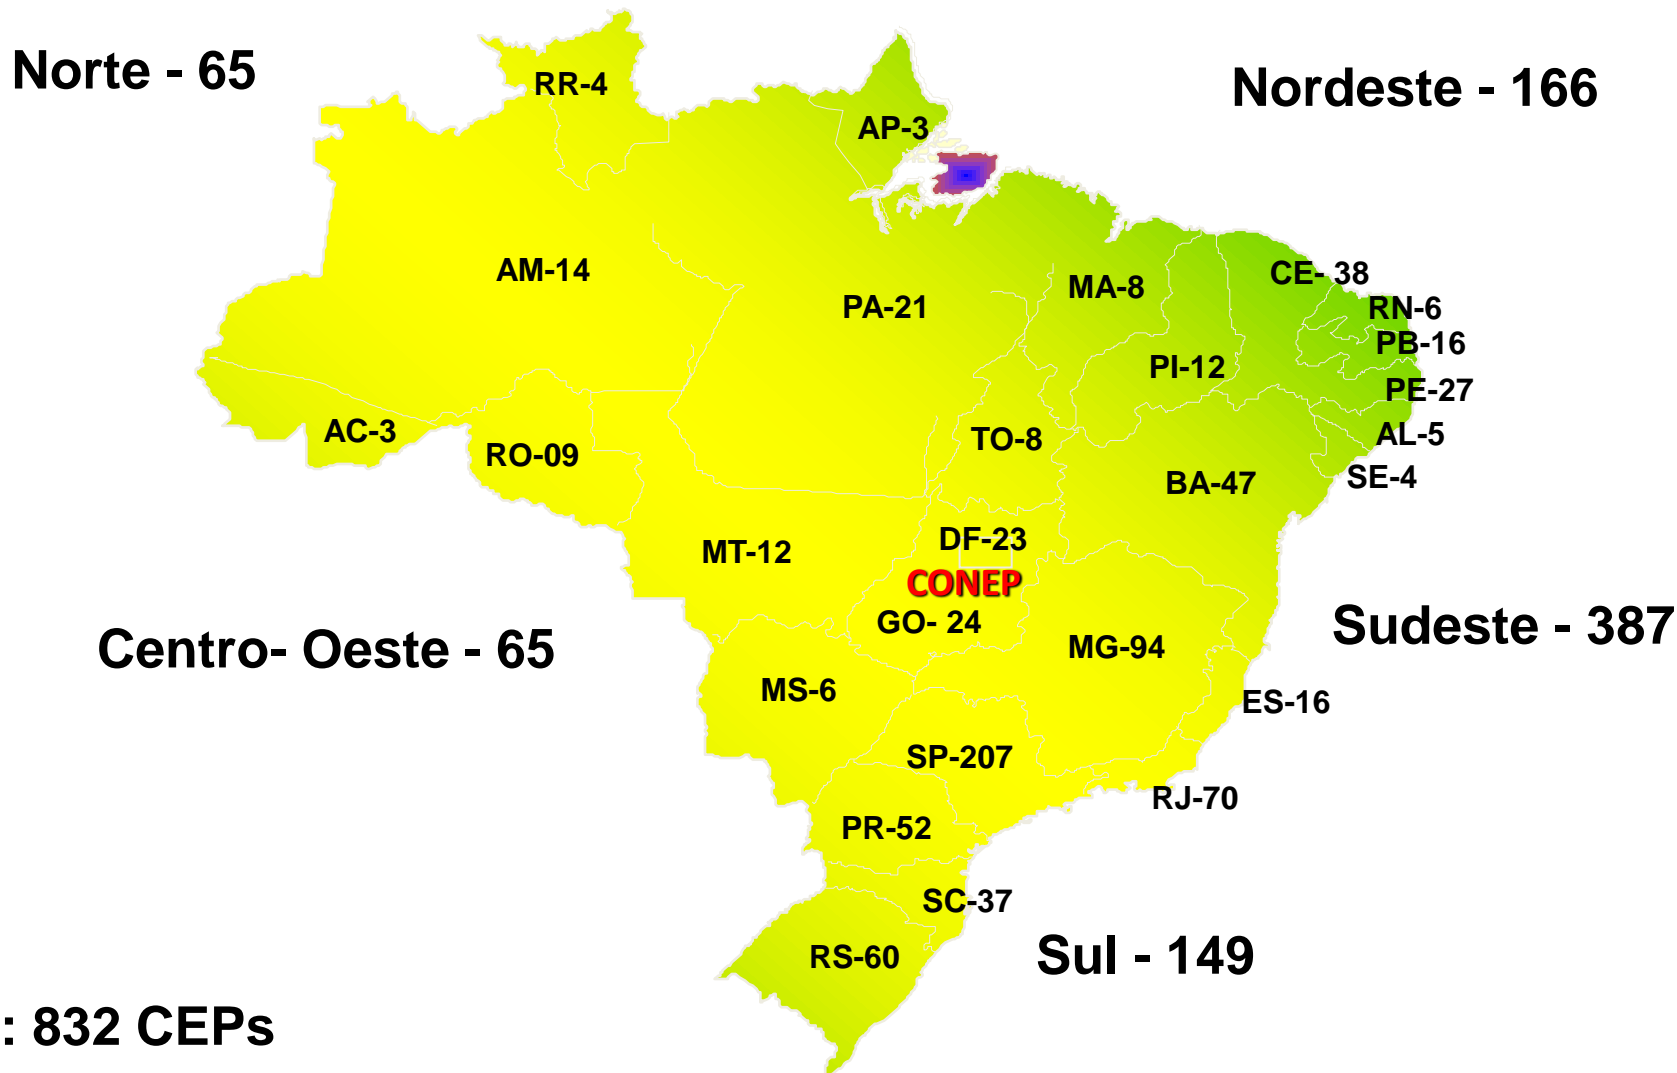 Norte - 65
Nordeste - 166
RR-4
AP-3
AM-14
PA-21
MA-8
CE- 38
RN-6
PB-16
PI-12
PE-27
AC-3
RO-09
TO-8
AL-5
BA-47
SE-4
MT-12
DF-23
CONEP
GO- 24
Centro- Oeste - 65
MG-94
Sudeste - 387
MS-6
ES-16
SP-207
RJ-70
PR-52
SC-37
RS-60
Sul - 149
: 832 CEPs